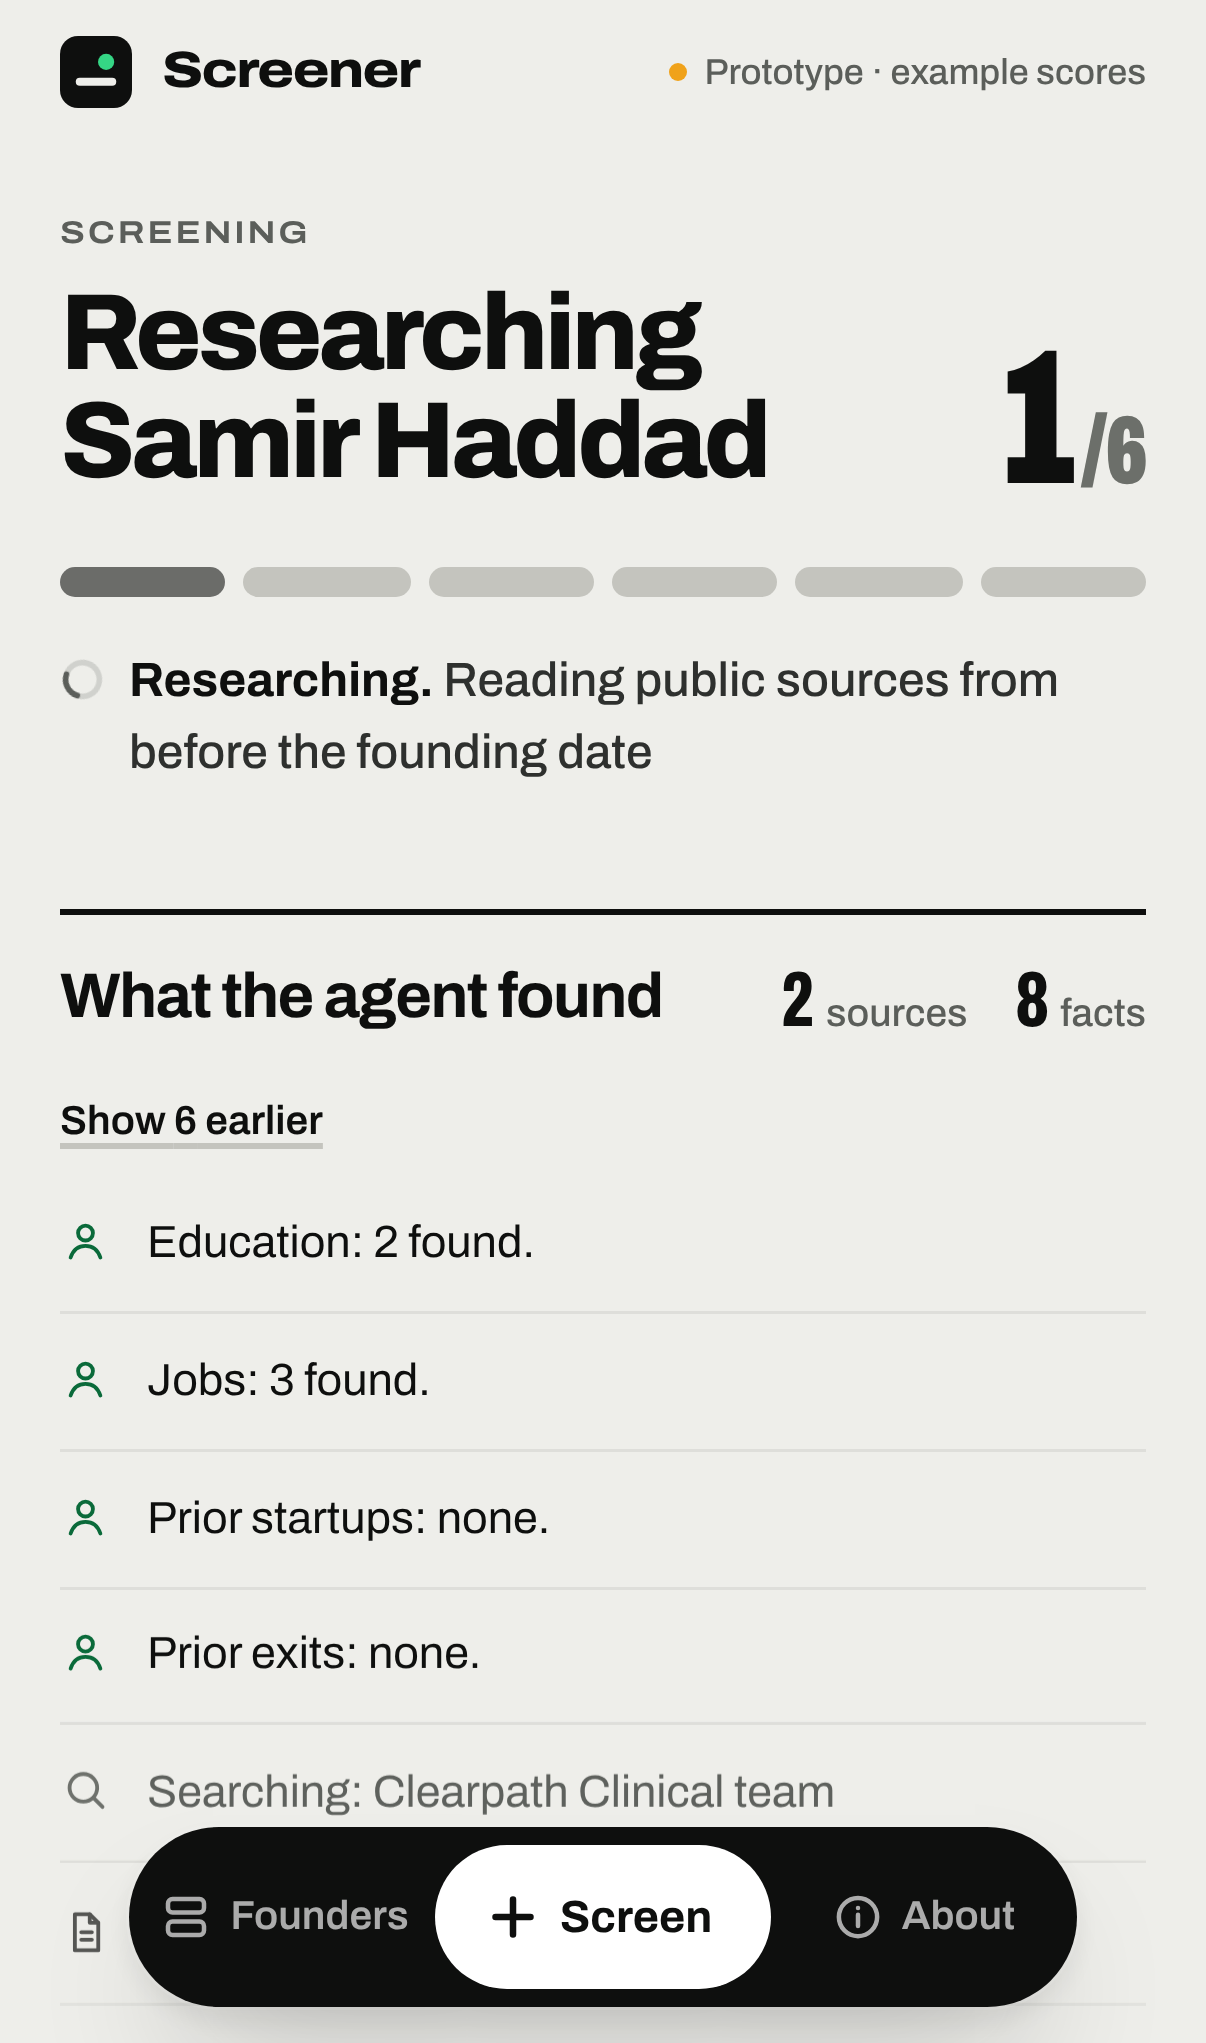 Screener
Prototype · example scores
SCREENING
Researching
Samir Haddad
1/6
Researching. Reading public sources from
before the founding date
What the agent found
2 sources 8 facts
Show 6 earlier
Education: 2 found.
Jobs: 3 found.
Prior startups: none.
Prior exits: none.
Searching: Clearpath Clinical team
Founders
Screen
About